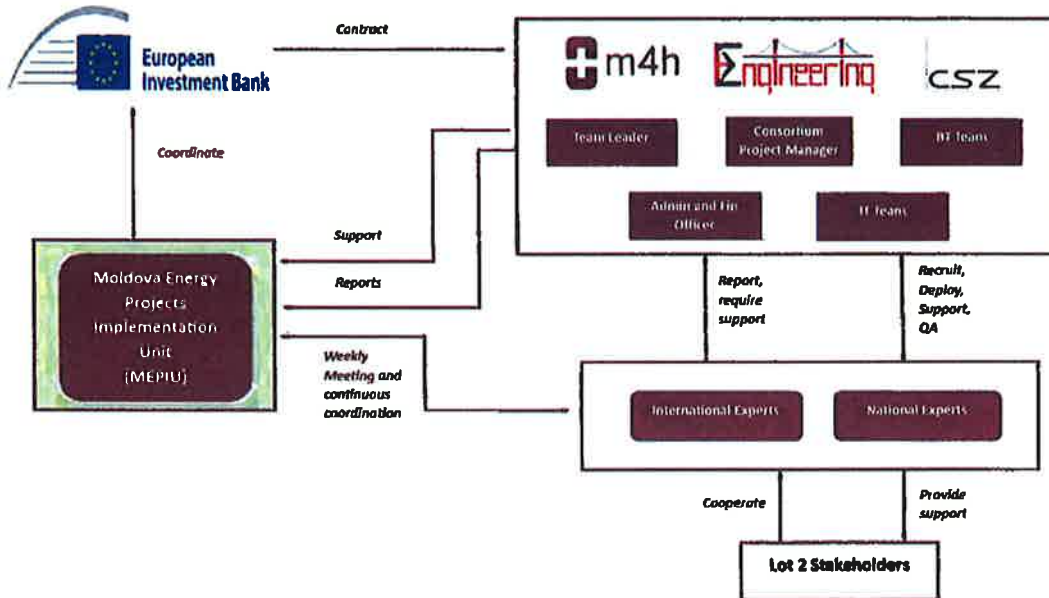 European
Investment Bank
Contract
m4h
Engineering
CSZ
Team Leader
Consortium
Project Manager
BT Teams
Admin and Fin
Officer
Coordinate
Support
Reports
Moldova Energy
Projects
Implementation
Unit
(MEPIU)
Report,
require
support
Recruit,
Deploy,
Support,
QA
Weekly
Meeting and
continuous
coordination
International Experts
National Experts
Cooperate
Provide
support
Lot 2 Stakeholders